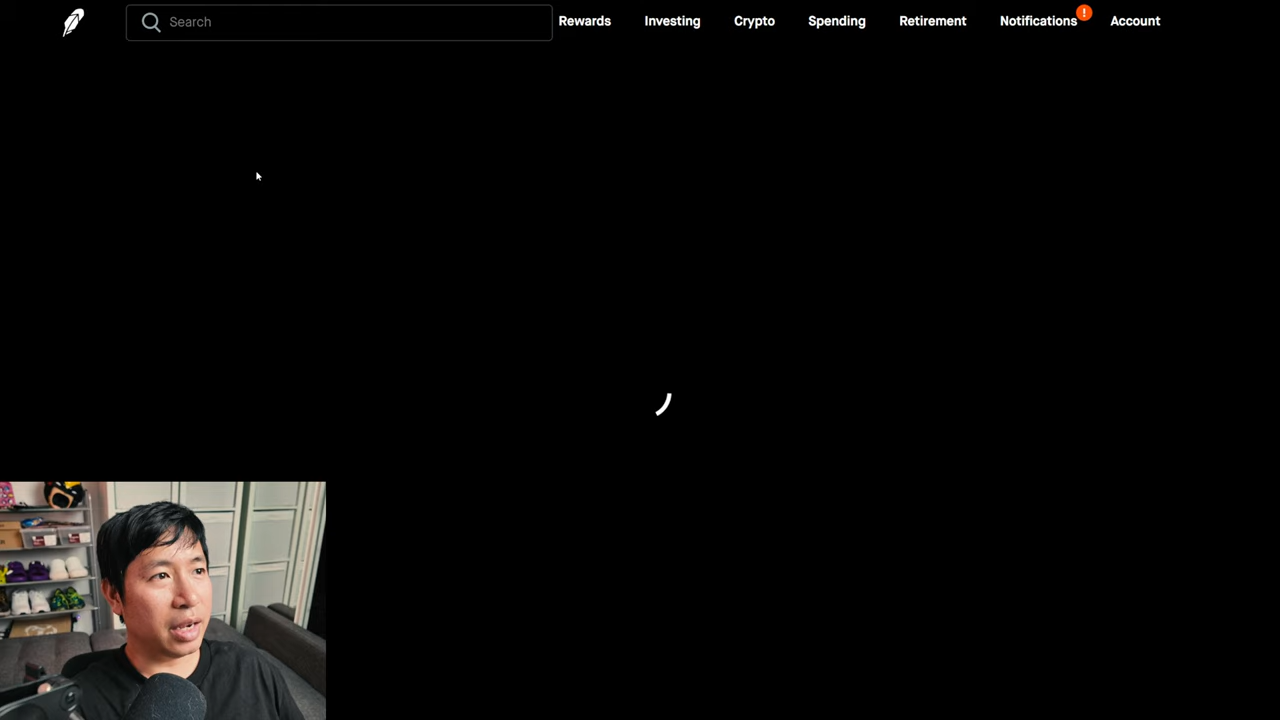 Search
Rewards
Investing
Crypto
Spending
Retirement
Notifications
!
Account